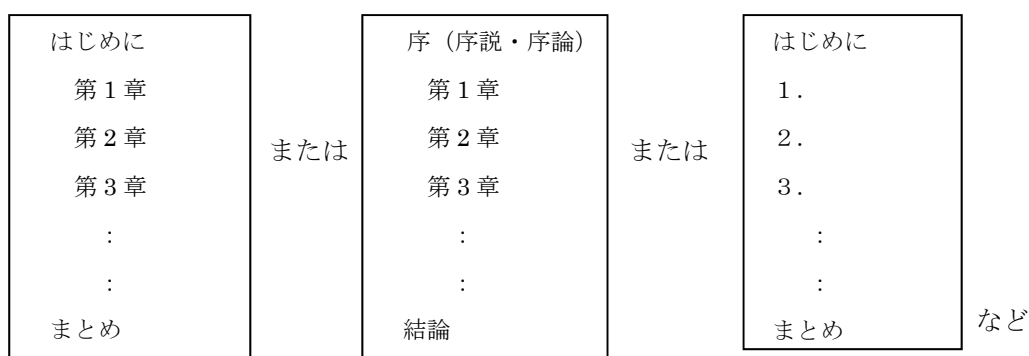 はじめに
第1章
第2章
第3章
:
:
まとめ
または
序（序説・序論）
第1章
第2章
第3章
:
:
結論
または
はじめに
１．
２．
３．
:
:
まとめ
など